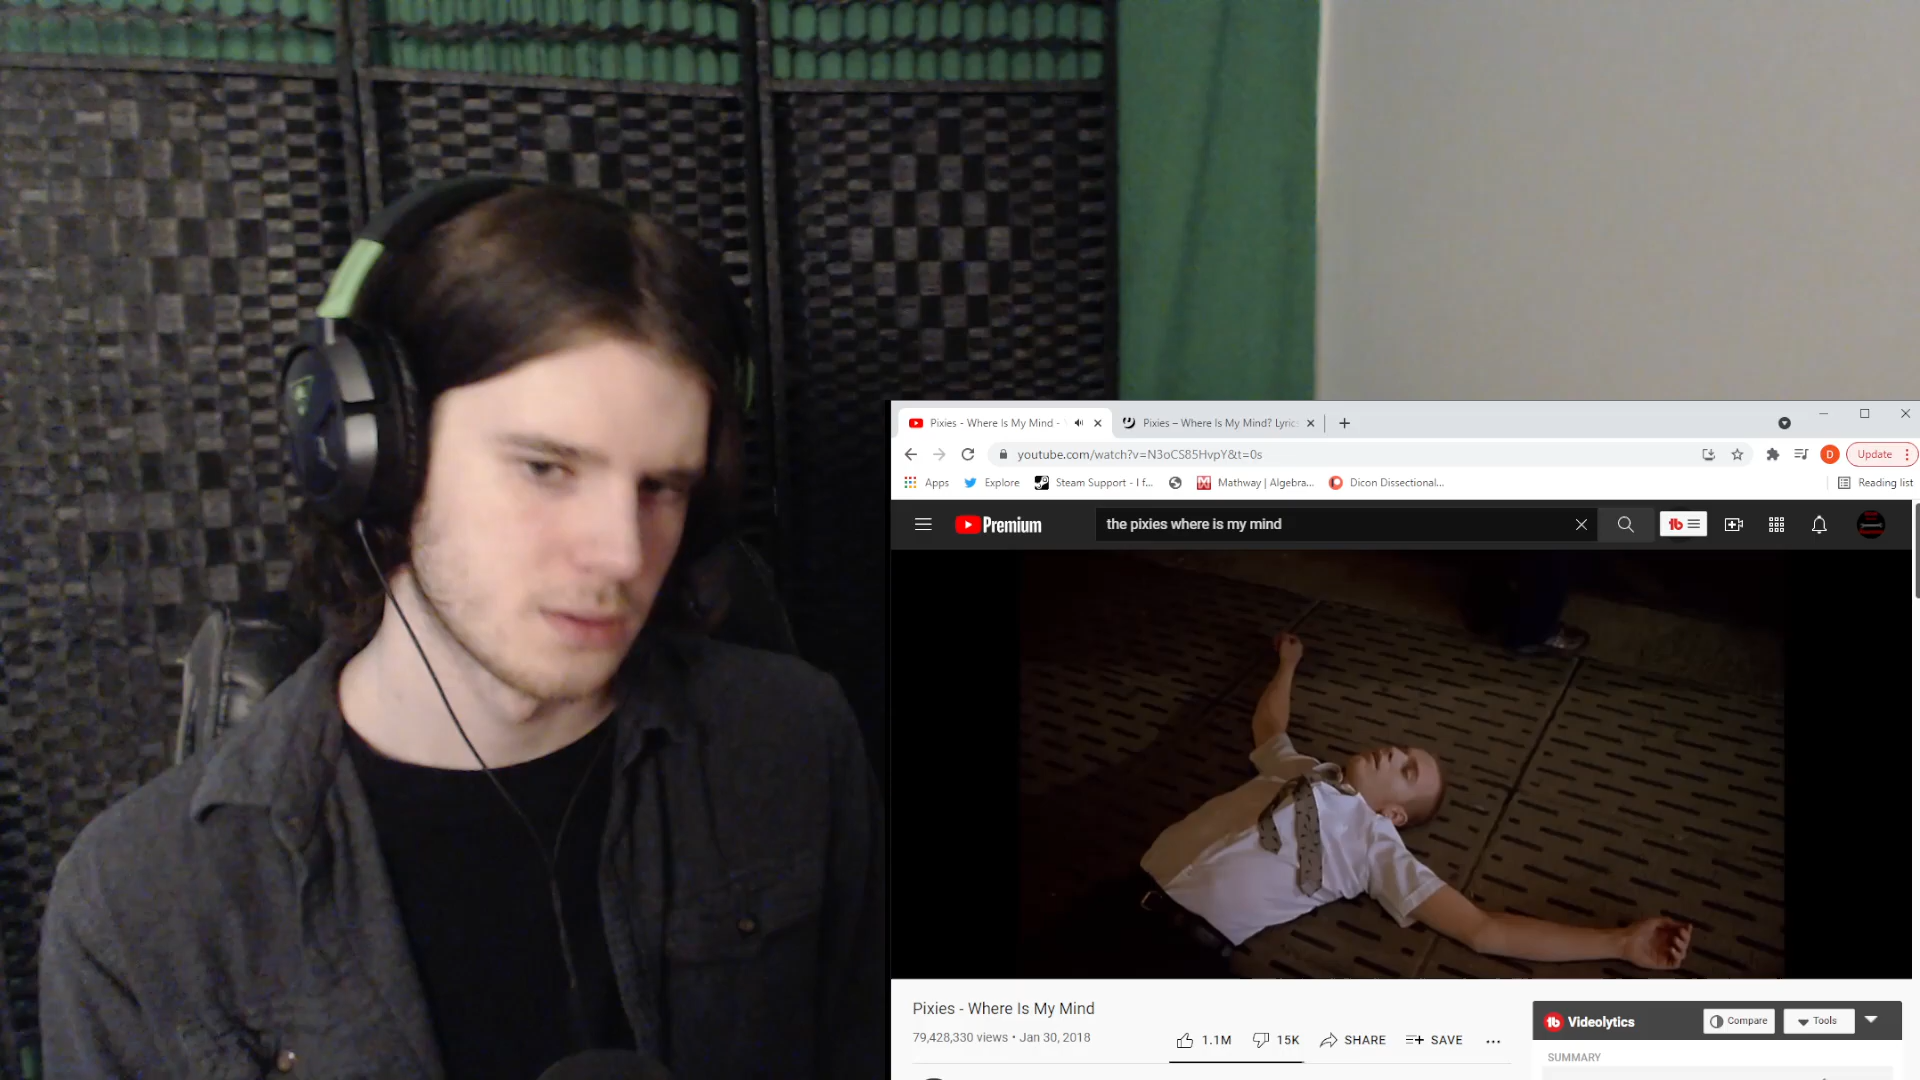 Pixies - Where Is My Mind -
Pixies – Where Is My Mind? Lyric:
youtube.com/watch?v=N3oCS85HvpY&t=0s
D
Update
Apps
Explore
Steam Support - I f...
Mathway | Algebra...
Dicon Dissectional...
Reading list
Premium
the pixies where is my mind
tb
Pixies - Where Is My Mind
79,428,330 views • Jan 30, 2018
1.1M
15K
SHARE
SAVE
tb Videolytics
Compare
Tools
SUMMARY